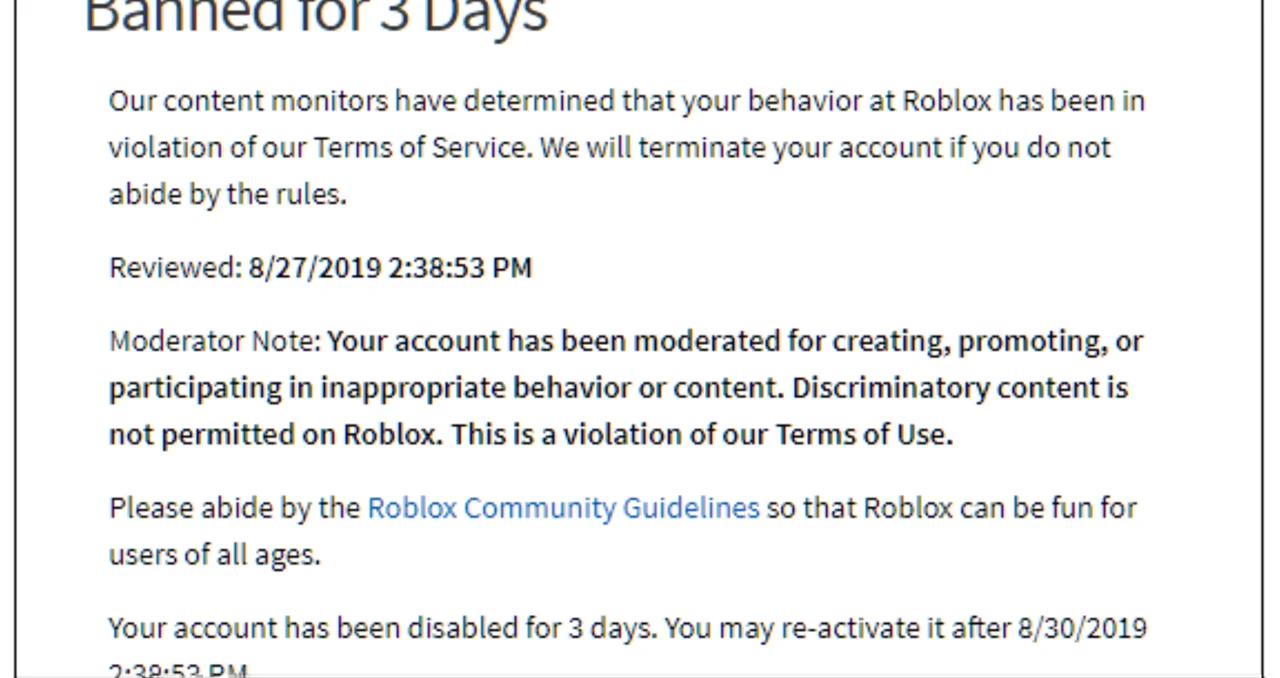 Banned for 3 Days
Our content monitors have determined that your behavior at Roblox has been in
violation of our Terms of Service. We will terminate your account if you do not
abide by the rules.
Reviewed: 8/27/2019 2:38:53 PM
Moderator Note: Your account has been moderated for creating, promoting, or
participating in inappropriate behavior or content. Discriminatory content is
not permitted on Roblox. This is a violation of our Terms of Use.
Please abide by the Roblox Community Guidelines so that Roblox can be fun for
users of all ages.
Your account has been disabled for 3 days. You may re-activate it after 8/30/2019
2:38:53 PM